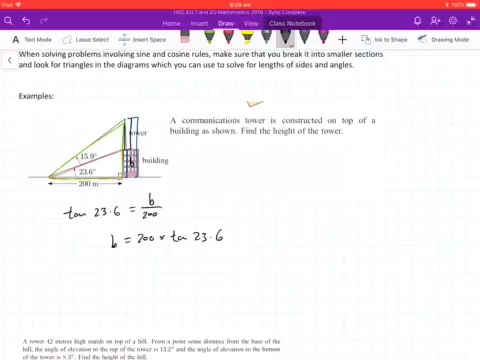 9:08 am
HSC Ext 1 and 2U Mathematics 2019 - Sync Complete
100%
Home Insert Draw View Class Notebook
A Text Mode Lasso Select Insert Space Ink to Shape Drawing Mode
When solving problems involving sine and cosine rules, make sure that you break it into smaller sections
and look for triangles in the diagrams which you can use to solve for lengths of sides and angles.
Examples:
A communications tower is constructed on top of a
building as shown. Find the height of the tower.
tower
15.9°
b
building
23.6°
200 m
tan 23.6 = b/200
b = 200 × tan 23.6
A tower 42 metres high stands on top of a hill. From a point some distance from the base of the
hill, the angle of elevation to the top of the tower is 13.2° and the angle of elevation to the bottom
of the tower is 8.3°. Find the height of the hill.